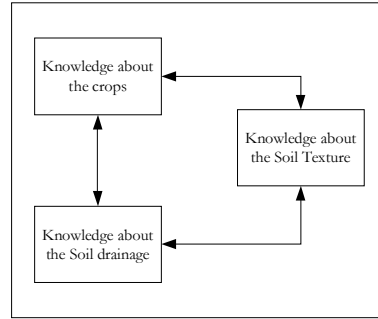 Knowledge about
the crops
Knowledge about
the Soil Texture
Knowledge about
the Soil drainage